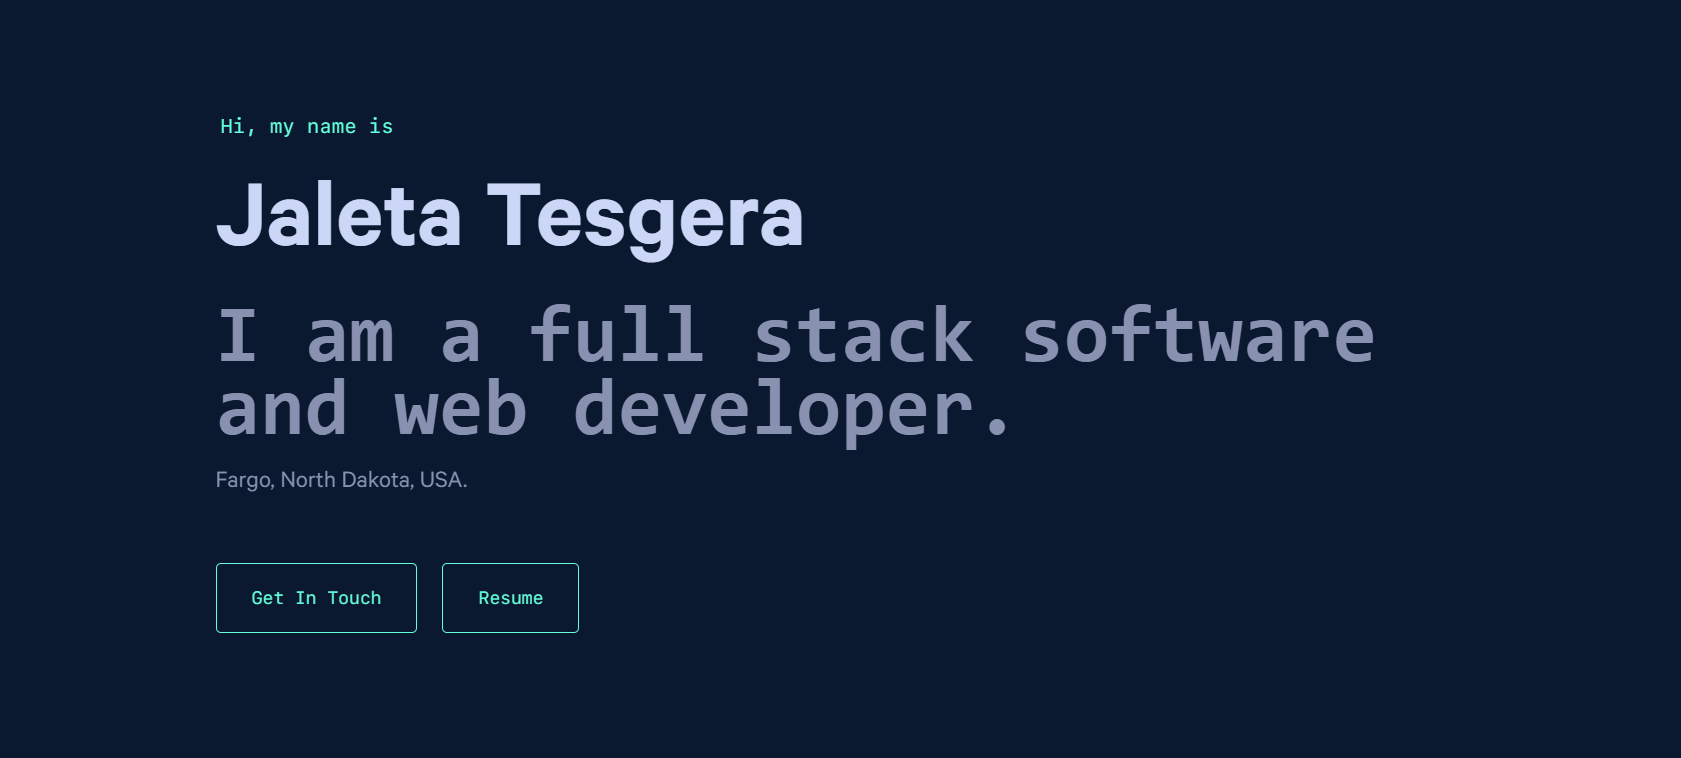 Hi, my name is
Jaleta Tesgera
I am a full stack software
and web developer.
Fargo, North Dakota, USA.
Get In Touch
Resume